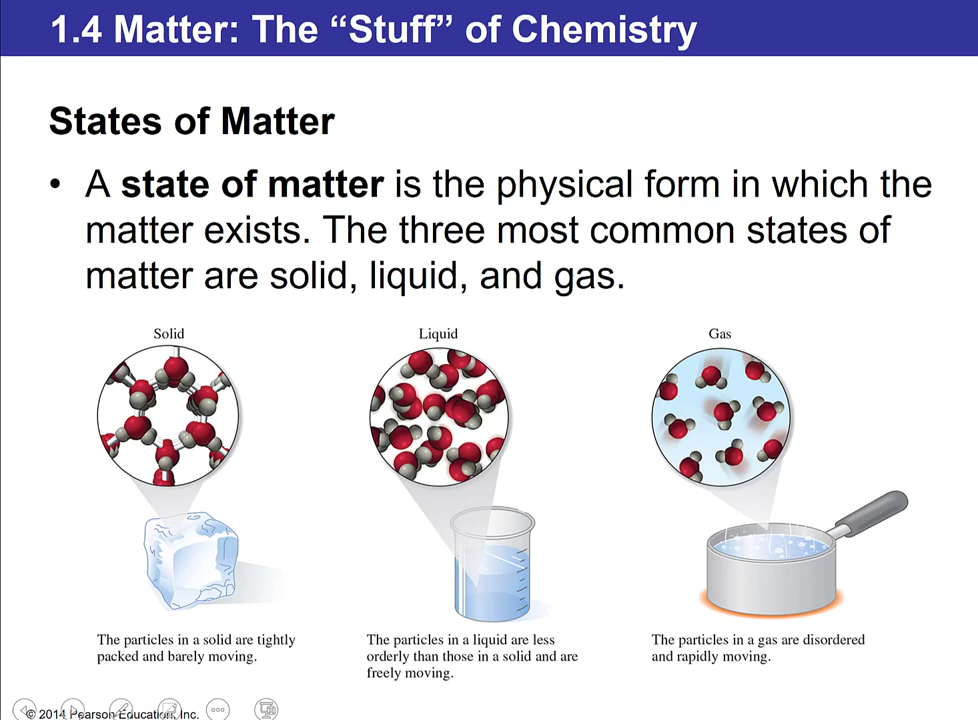 1.4 Matter: The “Stuff” of Chemistry
States of Matter
• A state of matter is the physical form in which the
matter exists. The three most common states of
matter are solid, liquid, and gas.
Solid
Liquid
Gas
The particles in a solid are tightly
packed and barely moving.
The particles in a liquid are less
orderly than those in a solid and are
freely moving.
The particles in a gas are disordered
and rapidly moving.
© 2014 Pearson Education, Inc.